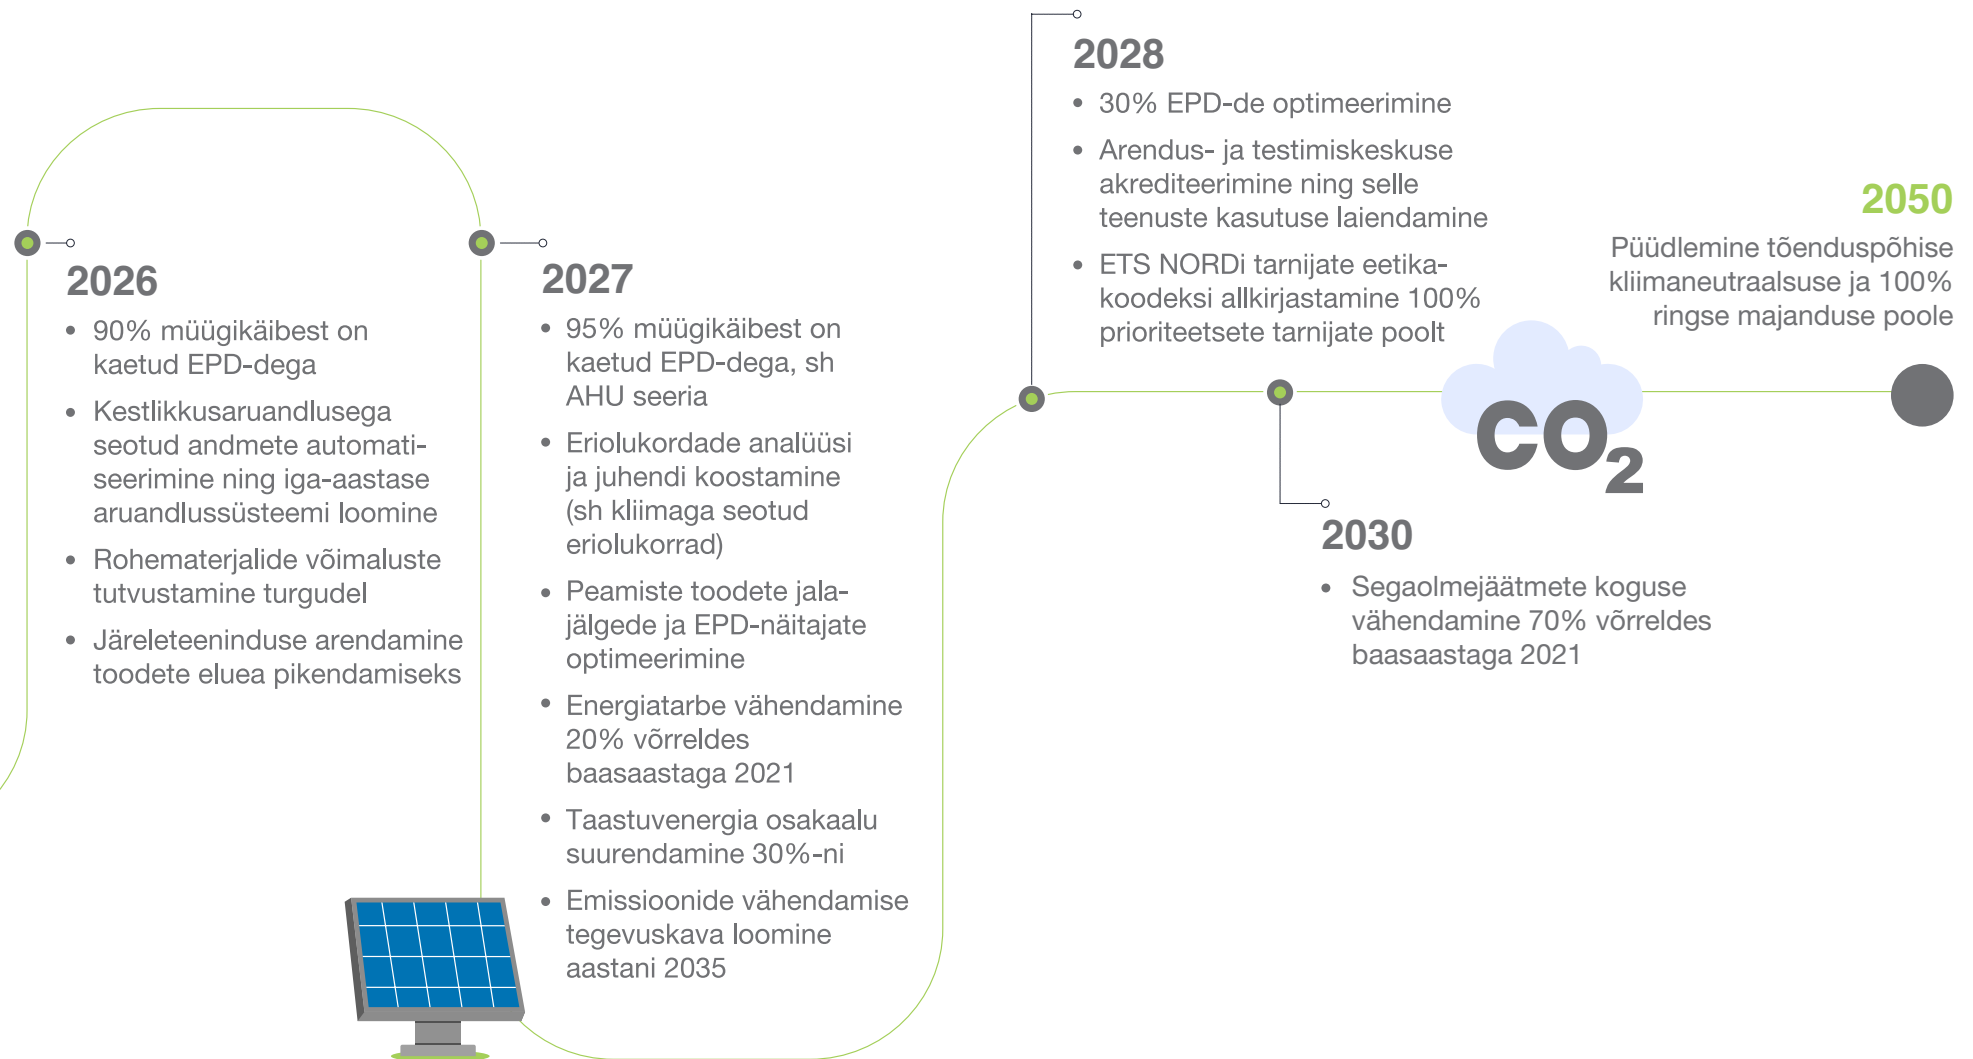 2026
• 90% müügikäibest on
kaetud EPD-dega
• Kestlikkusaruandlusega
seotud andmete automati-
seerimine ning iga-aastase
aruandlussüsteemi loomine
• Rohematerjalide võimaluste
tutvustamine turgudel
• Järeleteeninduse arendamine
toodete eluea pikendamiseks
2027
• 95% müügikäibest on
kaetud EPD-dega, sh
AHU seeria
• Eriolukordade analüüsi
ja juhendi koostamine
(sh kliimaga seotud
eriolukorrad)
• Peamiste toodete jala-
jälgede ja EPD-näitajate
optimeerimine
• Energiatarbe vähendamine
20% võrreldes
baasaastaga 2021
• Taastuvenergia osakaalu
suurendamine 30%-ni
• Emissioonide vähendamise
tegevuskava loomine
aastani 2035
2028
• 30% EPD-de optimeerimine
• Arendus- ja testimiskeskuse
akrediteerimine ning selle
teenuste kasutuse laiendamine
• ETS NORDi tarnijate eetika-
koodeksi allkirjastamine 100%
prioriteetsete tarnijate poolt
2030
• Segaolmejäätmete koguse
vähendamine 70% võrreldes
baasaastaga 2021
CO₂
2050
Püüdlemine tõenduspõhise
kliimaneutraalsuse ja 100%
ringse majanduse poole